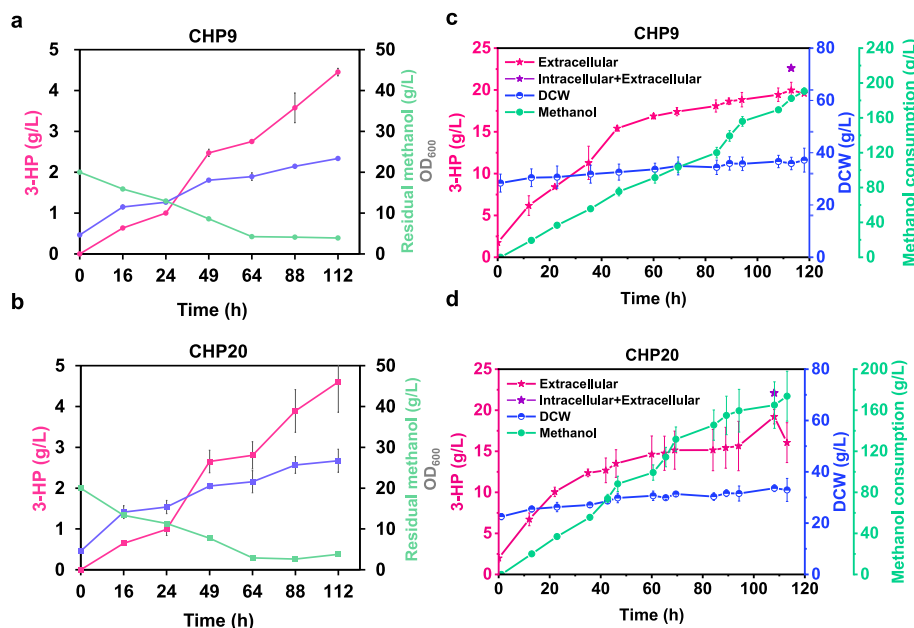 a
CHP9
5
4
3
2
1
0
3-HP (g/L)
50
40
30
20
10
0
Residual methanol (g/L)
OD600
0 16 24 49 64 88 112
Time (h)
c
CHP9
Extracellular
Intracellular+Extracellular
DCW
Methanol
25
20
15
10
5
0
3-HP (g/L)
80
60
40
20
0
DCW (g/L)
240
200
160
120
80
40
0
Methanol consumption (g/L)
0 20 40 60 80 100 120
Time (h)
b
CHP20
5
4
3
2
1
0
3-HP (g/L)
50
40
30
20
10
0
Residual methanol (g/L)
OD600
0 16 24 49 64 88 112
Time (h)
d
CHP20
Extracellular
Intracellular+Extracellular
DCW
Methanol
25
20
15
10
5
0
3-HP (g/L)
80
60
40
20
0
DCW (g/L)
200
160
120
80
40
0
Methanol consumption (g/L)
0 20 40 60 80 100 120
Time (h)